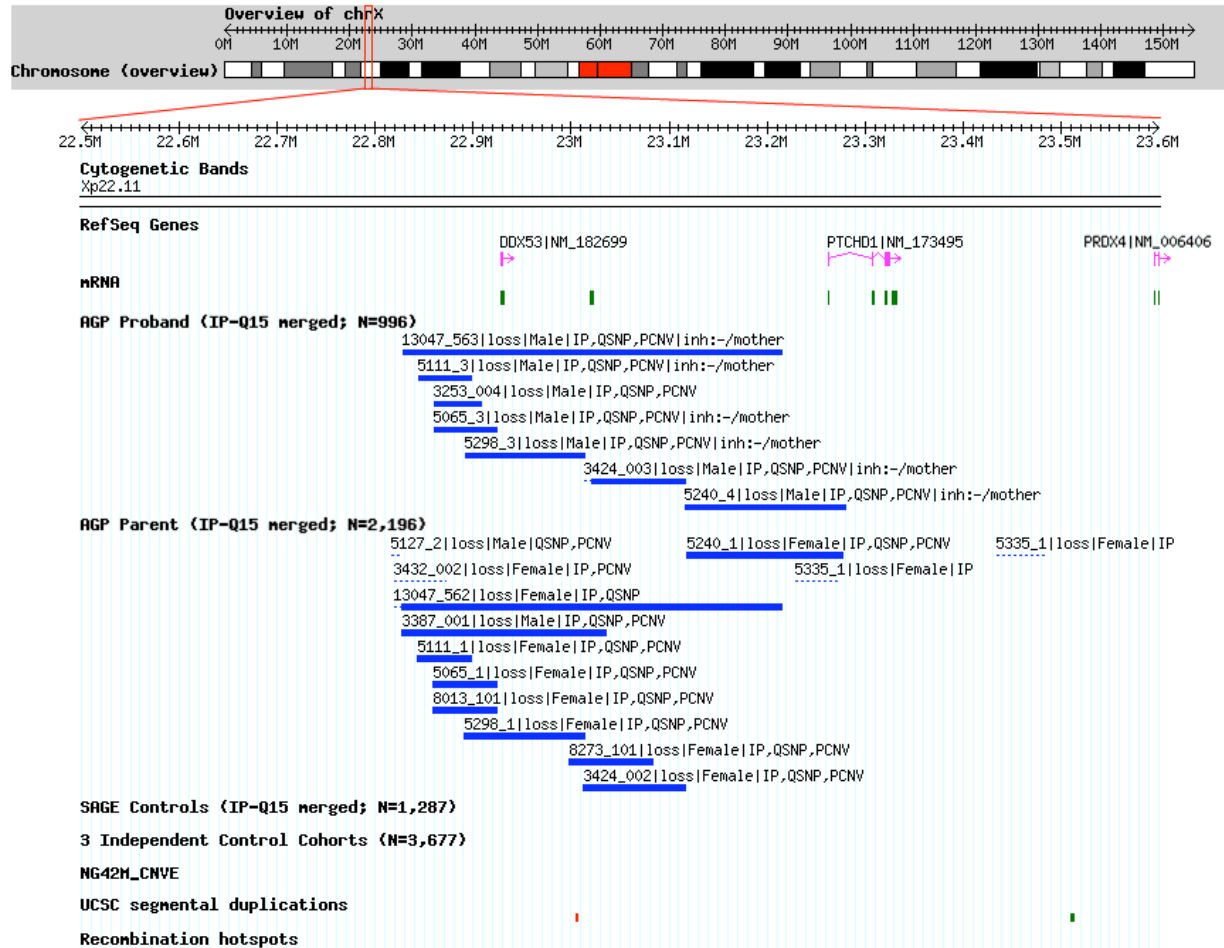 Overview of chrX
0M 10M 20M 30M 40M 50M 60M 70M 80M 90M 100M 110M 120M 130M 140M 150M
Chromosome (overview)
22.5M 22.6M 22.7M 22.8M 22.9M 23M 23.1M 23.2M 23.3M 23.4M 23.5M 23.6M
Cytogenetic Bands
Xp22.11
RefSeq Genes
DDX53|NM_182699 PTCHD1|NM_173495 PRDX4|NM_006406
mRNA
AGP Proband (IP-Q15 merged; N=996)
13047_563|loss|Male|IP,QSNP,PCNV|inh:-/mother
5111_3|loss|Male|IP,QSNP,PCNV|inh:-/mother
3253_004|loss|Male|IP,QSNP,PCNV
5065_3|loss|Male|IP,QSNP,PCNV|inh:-/mother
5298_3|loss|Male|IP,QSNP,PCNV|inh:-/mother
3424_003|loss|Male|IP,QSNP,PCNV|inh:-/mother
5240_4|loss|Male|IP,QSNP,PCNV|inh:-/mother
AGP Parent (IP-Q15 merged; N=2,196)
5127_2|loss|Male|QSNP,PCNV 5240_1|loss|Female|IP,QSNP,PCNV 5335_1|loss|Female|IP
3432_002|loss|Female|IP,PCNV 5335_1|loss|Female|IP
13047_562|loss|Female|IP,QSNP
3387_001|loss|Male|IP,QSNP,PCNV
5111_1|loss|Female|IP,QSNP,PCNV
5065_1|loss|Female|IP,QSNP,PCNV
8013_101|loss|Female|IP,QSNP,PCNV
5298_1|loss|Female|IP,QSNP,PCNV
8273_101|loss|Female|IP,QSNP,PCNV
3424_002|loss|Female|IP,QSNP,PCNV
SAGE Controls (IP-Q15 merged; N=1,287)
3 Independent Control Cohorts (N=3,677)
NG42M_CNVE
UCSC segmental duplications
Recombination hotspots